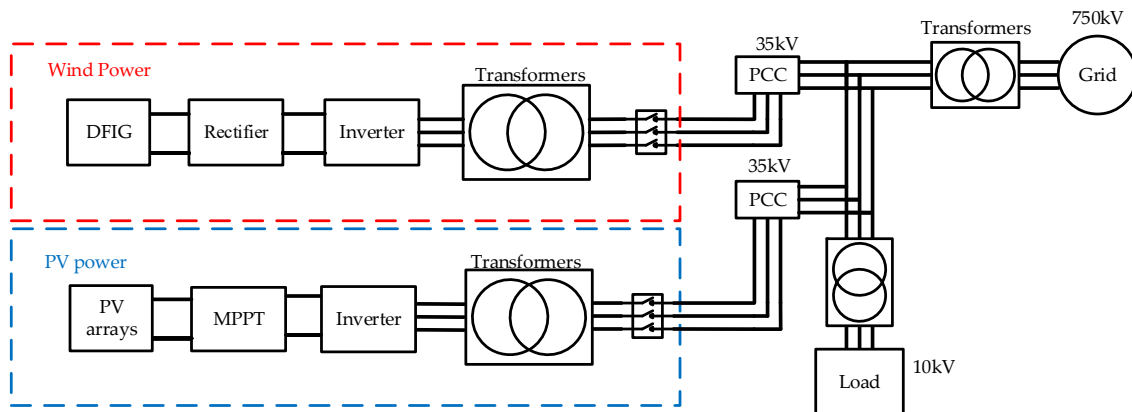 750kV
Transformers
35kV
Wind Power
PCC
Grid
Transformers
DFIG
Rectifier
Inverter
35kV
PCC
PV power
Transformers
PV
arrays
MPPT
Inverter
Load
10kV